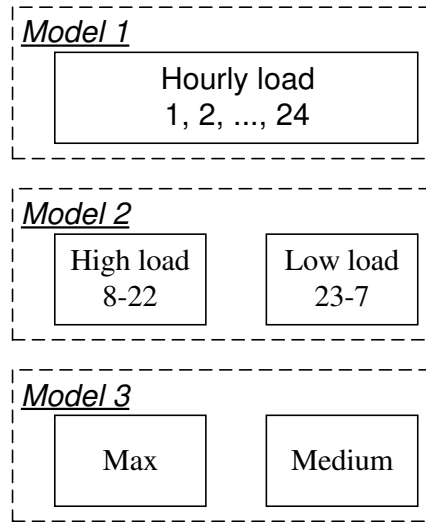 Model 1
Hourly load
1, 2, ..., 24
Model 2
High load
8-22
Low load
23-7
Model 3
Max
Medium